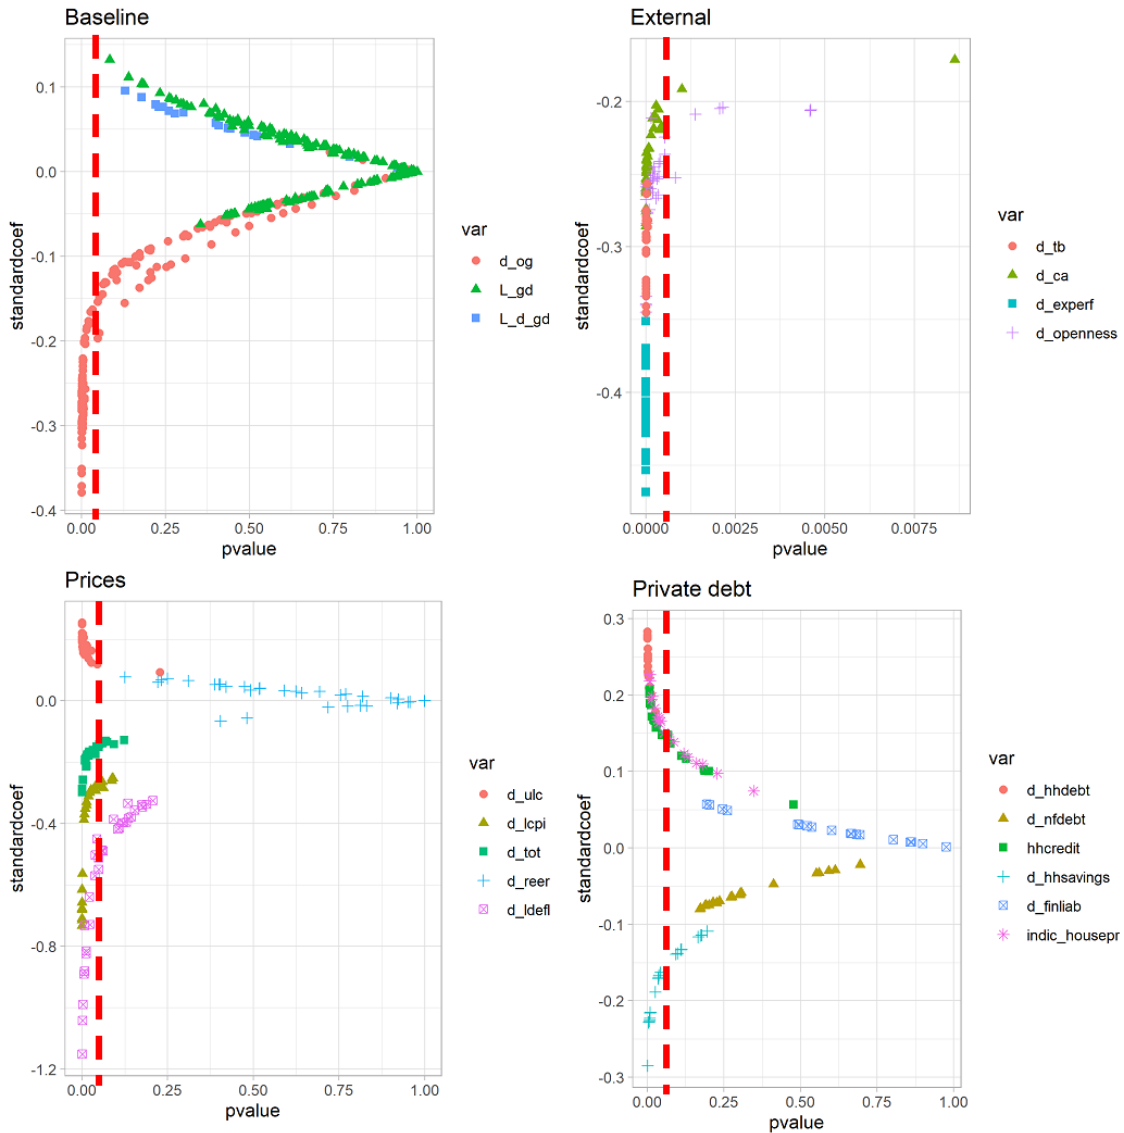 Baseline
0.1
0.0
-0.1
-0.2
-0.3
-0.4
standardcoef
0.00 0.25 0.50 0.75 1.00
pvalue
var
d_og
L_gd
L_d_gd
External
-0.2
-0.3
-0.4
standardcoef
0.0000 0.0025 0.0050 0.0075
pvalue
var
d_tb
d_ca
d_experf
d_openness
Prices
0.0
-0.4
-0.8
-1.2
standardcoef
0.00 0.25 0.50 0.75 1.00
pvalue
var
d_ulc
d_lcpi
d_tot
d_reer
d_ldefl
Private debt
0.3
0.2
0.1
0.0
-0.1
-0.2
-0.3
standardcoef
0.00 0.25 0.50 0.75 1.00
pvalue
var
d_hhdebt
d_nfdebt
hhcredit
d_hhsavings
d_finliab
indic_housepr